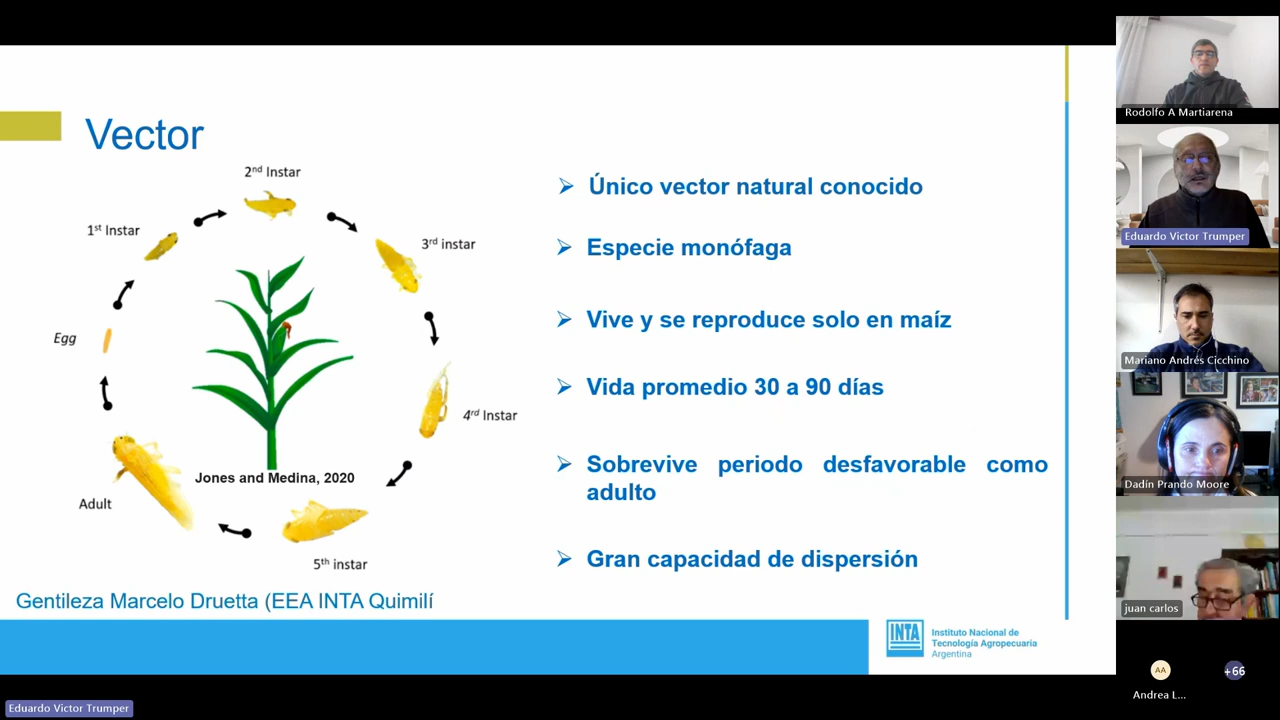 Vector
2nd Instar
1st Instar
3rd instar
Egg
4rd Instar
Jones and Medina, 2020
Adult
5th instar
Gentileza Marcelo Druetta (EEA INTA Quimilí
➢ Único vector natural conocido
➢ Especie monófaga
➢ Vive y se reproduce solo en maíz
➢ Vida promedio 30 a 90 días
➢ Sobrevive periodo desfavorable como
adulto
➢ Gran capacidad de dispersión
INTA
Instituto Nacional de
Tecnología Agropecuaria
Argentina
Rodolfo A Martiarena
Eduardo Victor Trumper
Mariano Andrés Cicchino
Dadín Prando Moore
juan carlos
AA
+66
Andrea L...
Eduardo Victor Trumper